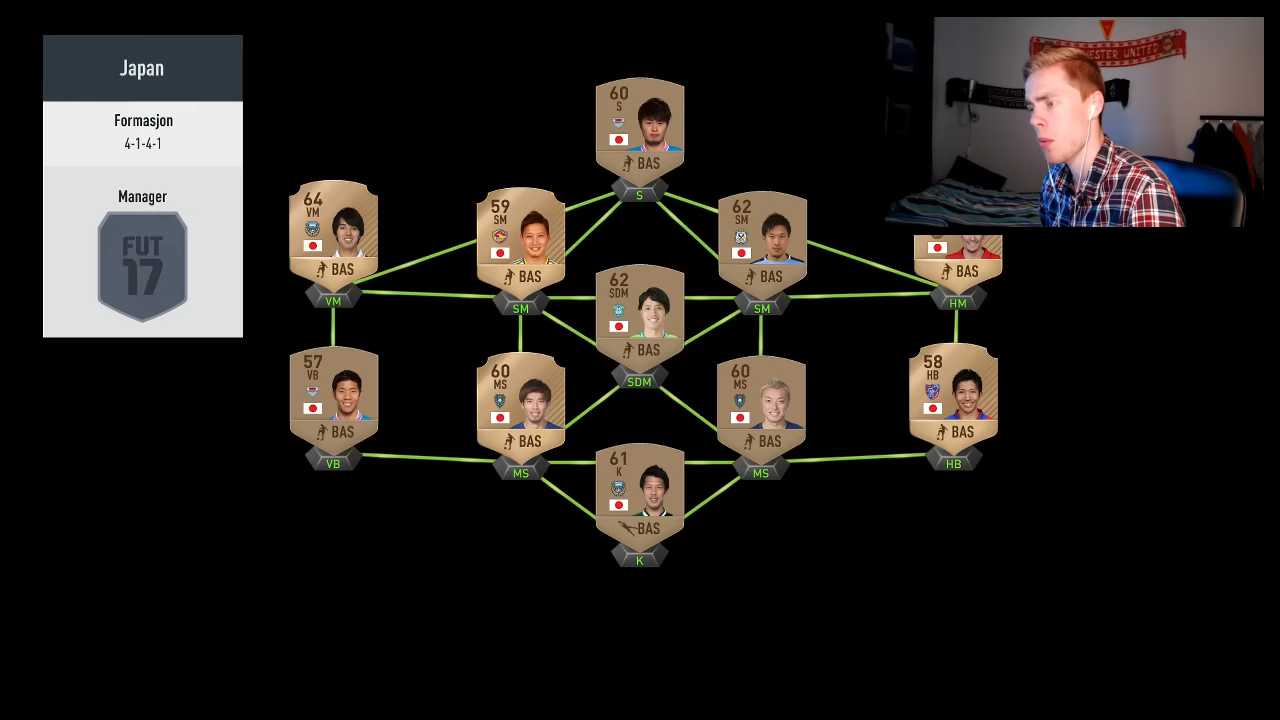 Japan
Formasjon
4-1-4-1
Manager
FUT
17
60
S
BAS
S
64
VM
BAS
VM
59
SM
BAS
SM
62
SM
BAS
SM
BAS
HM
62
SDM
BAS
SDM
57
VB
BAS
VB
60
MS
BAS
MS
60
MS
BAS
MS
58
HB
BAS
HB
61
K
BAS
K
CHESTER UNITED